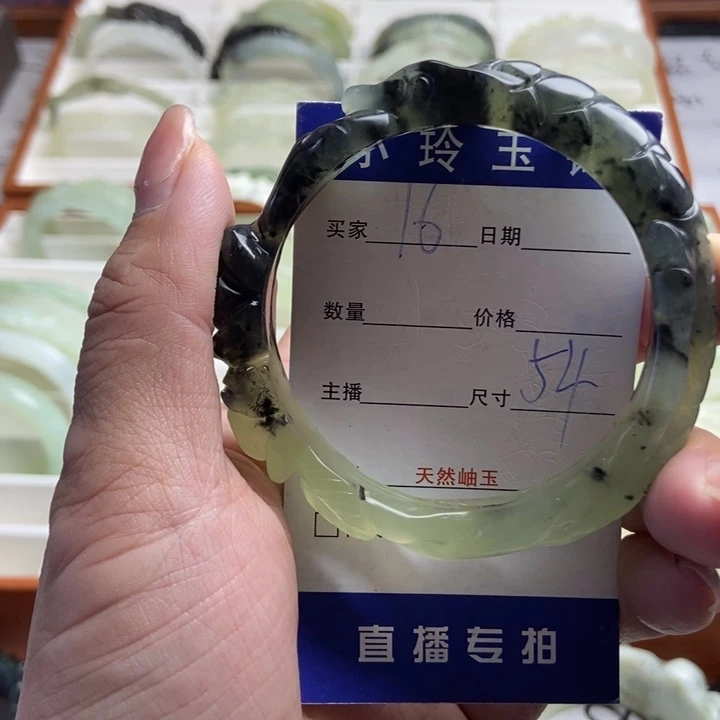 小玲玉
买家 16 日期
数量 价格
主播 尺寸 54
天然岫玉
直播专拍